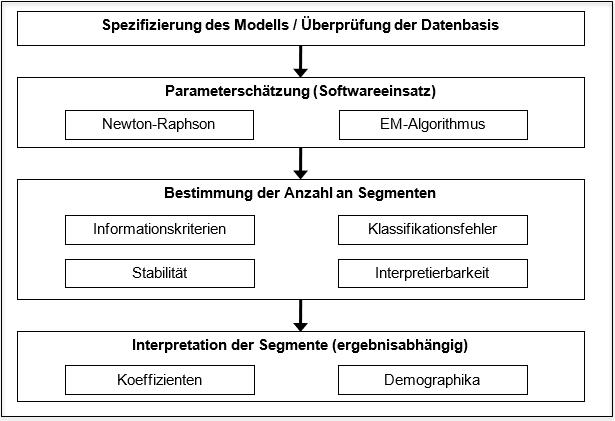 Spezifizierung des Modells / Überprüfung der Datenbasis
Parameterschätzung (Softwareeinsatz)
Newton-Raphson
EM-Algorithmus
Bestimmung der Anzahl an Segmenten
Informationskriterien
Klassifikationsfehler
Stabilität
Interpretierbarkeit
Interpretation der Segmente (ergebnisabhängig)
Koeffizienten
Demographika